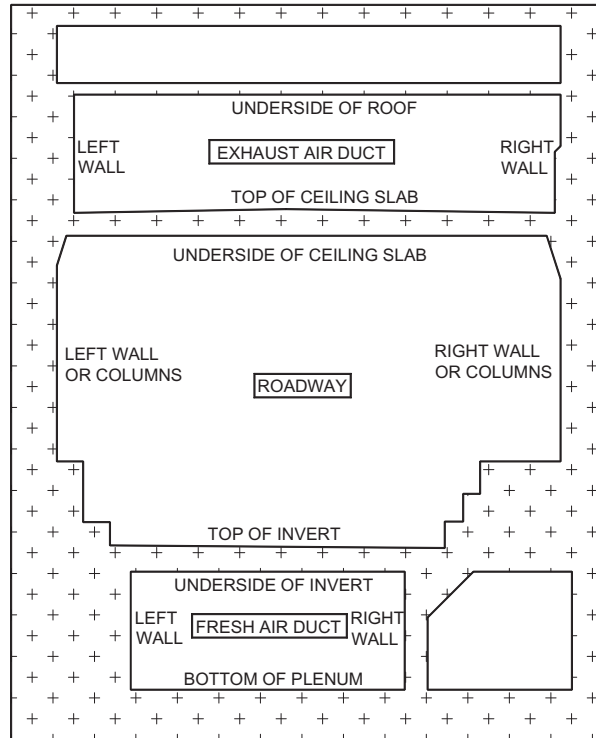 UNDERSIDE OF ROOF
LEFT
WALL
EXHAUST AIR DUCT
RIGHT
WALL
TOP OF CEILING SLAB
UNDERSIDE OF CEILING SLAB
LEFT WALL
OR COLUMNS
RIGHT WALL
OR COLUMNS
ROADWAY
TOP OF INVERT
UNDERSIDE OF INVERT
LEFT
WALL
FRESH AIR DUCT
RIGHT
WALL
BOTTOM OF PLENUM